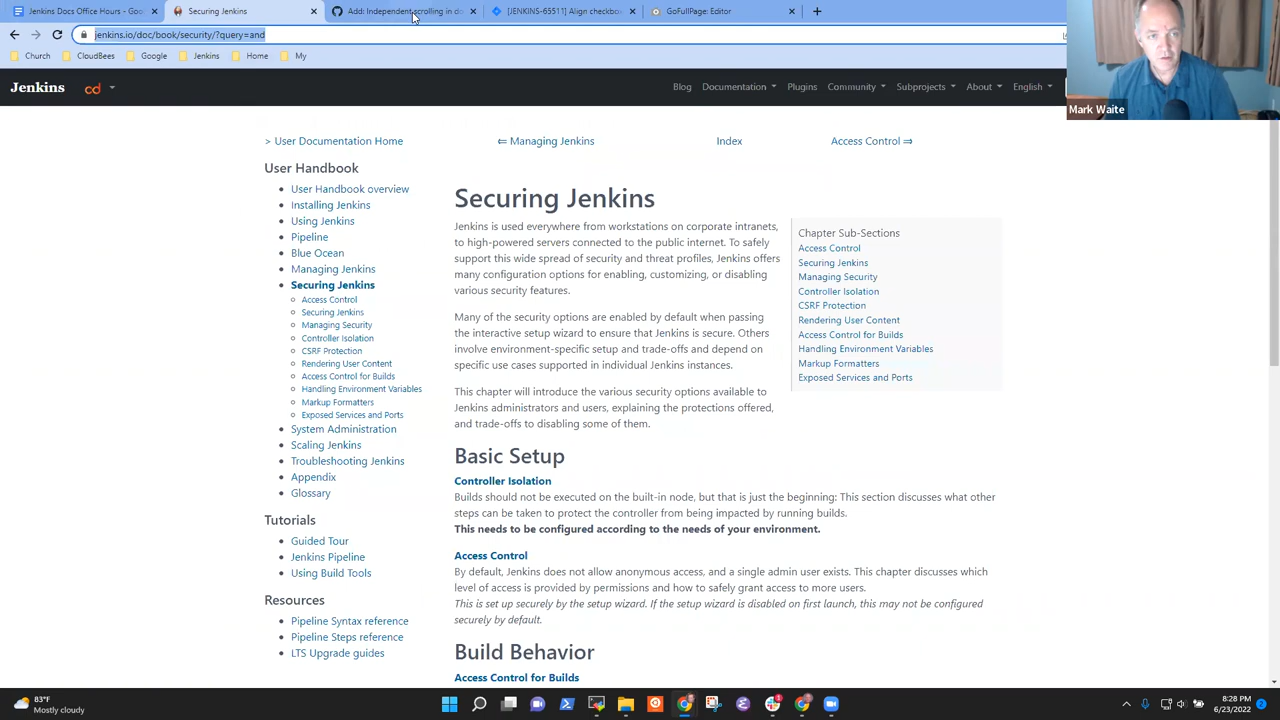 Jenkins Docs Office Hours - Go
Securing Jenkins
Add: Independent scrolling in do
[JENKINS-65511] Align checkbox
GoFullPage: Editor
jenkins.io/doc/book/security/?query=and
Church
CloudBees
Google
Jenkins
Home
My
Mark Waite
Jenkins
cd
Blog
Documentation
Plugins
Community
Subprojects
About
English
> User Documentation Home
⇐ Managing Jenkins
Index
Access Control ⇒
User Handbook
User Handbook overview
Installing Jenkins
Using Jenkins
Pipeline
Blue Ocean
Managing Jenkins
Securing Jenkins
Access Control
Securing Jenkins
Managing Security
Controller Isolation
CSRF Protection
Rendering User Content
Access Control for Builds
Handling Environment Variables
Markup Formatters
Exposed Services and Ports
System Administration
Scaling Jenkins
Troubleshooting Jenkins
Appendix
Glossary
Tutorials
Guided Tour
Jenkins Pipeline
Using Build Tools
Resources
Pipeline Syntax reference
Pipeline Steps reference
LTS Upgrade guides
Securing Jenkins
Jenkins is used everywhere from workstations on corporate intranets,
to high-powered servers connected to the public internet. To safely
support this wide spread of security and threat profiles, Jenkins offers
many configuration options for enabling, customizing, or disabling
various security features.
Many of the security options are enabled by default when passing
the interactive setup wizard to ensure that Jenkins is secure. Others
involve environment-specific setup and trade-offs and depend on
specific use cases supported in individual Jenkins instances.
This chapter will introduce the various security options available to
Jenkins administrators and users, explaining the protections offered,
and trade-offs to disabling some of them.
Chapter Sub-Sections
Access Control
Securing Jenkins
Managing Security
Controller Isolation
CSRF Protection
Rendering User Content
Access Control for Builds
Handling Environment Variables
Markup Formatters
Exposed Services and Ports
Basic Setup
Controller Isolation
Builds should not be executed on the built-in node, but that is just the beginning: This section discusses what other
steps can be taken to protect the controller from being impacted by running builds.
This needs to be configured according to the needs of your environment.
Access Control
By default, Jenkins does not allow anonymous access, and a single admin user exists. This chapter discusses which
level of access is provided by permissions and how to safely grant access to more users.
This is set up securely by the setup wizard. If the setup wizard is disabled on first launch, this may not be configured
securely by default.
Build Behavior
Access Control for Builds
83°F
Mostly cloudy
8:28 PM
6/23/2022